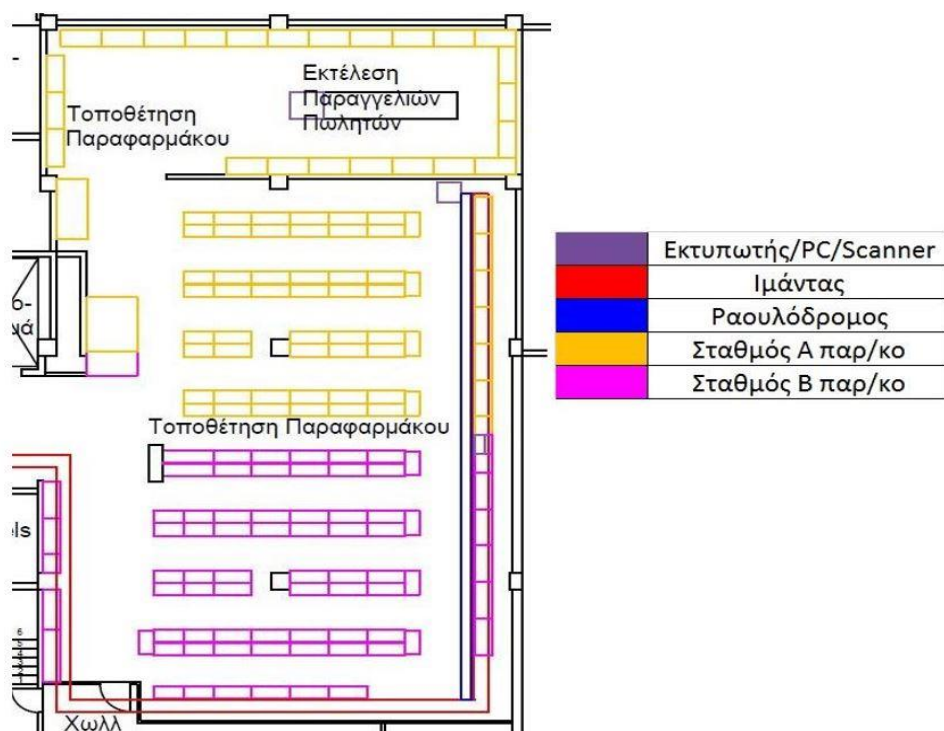 Εκτέλεση
Παραγγελιών
Πωλητών
Τοποθέτηση
Παραφαρμάκου
Εκτυπωτής/PC/Scanner
Ιμάντας
Ραουλόδρομος
Σταθμός Α παρ/κο
Σταθμός Β παρ/κο
Τοποθέτηση Παραφαρμάκου
Χωλλ